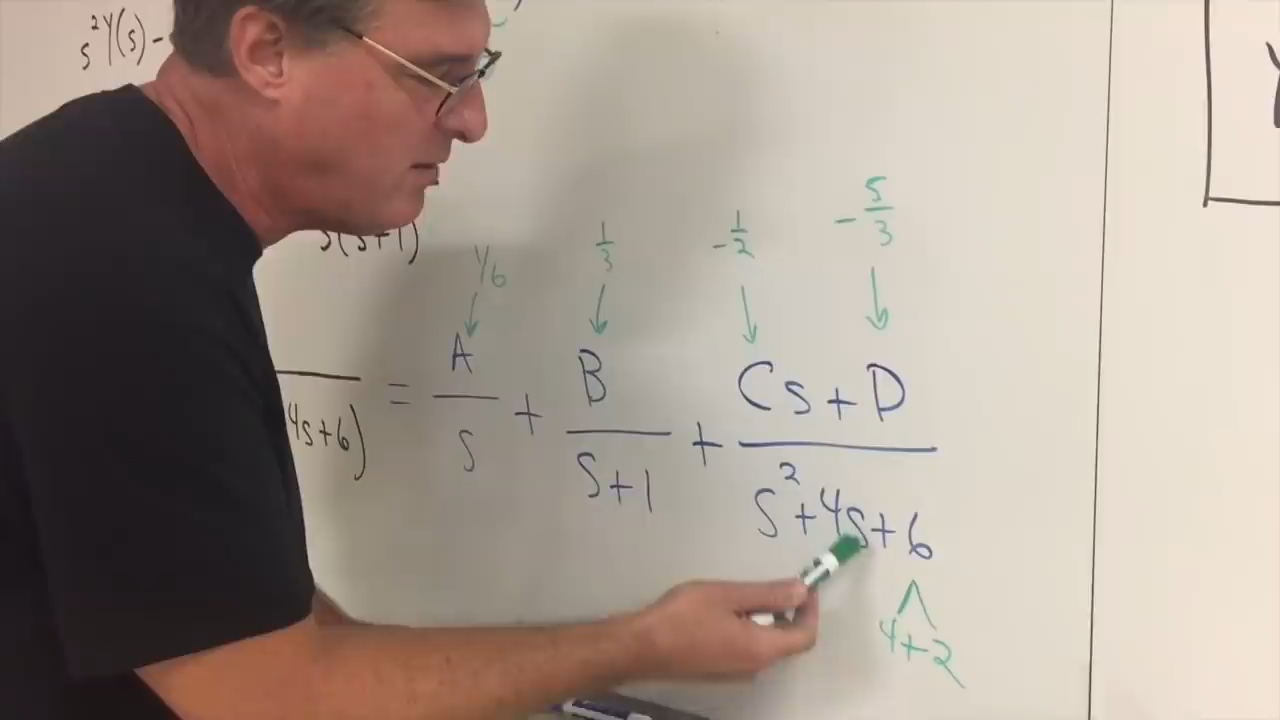 s²Y(s) -
s(s+1)
1/6 1/3 -1/2 -5/3
↓ ↓ ↓ ↓
4s+6) = A/s + B/(s+1) + (Cs+D)/(s²+4s+6)
4+2